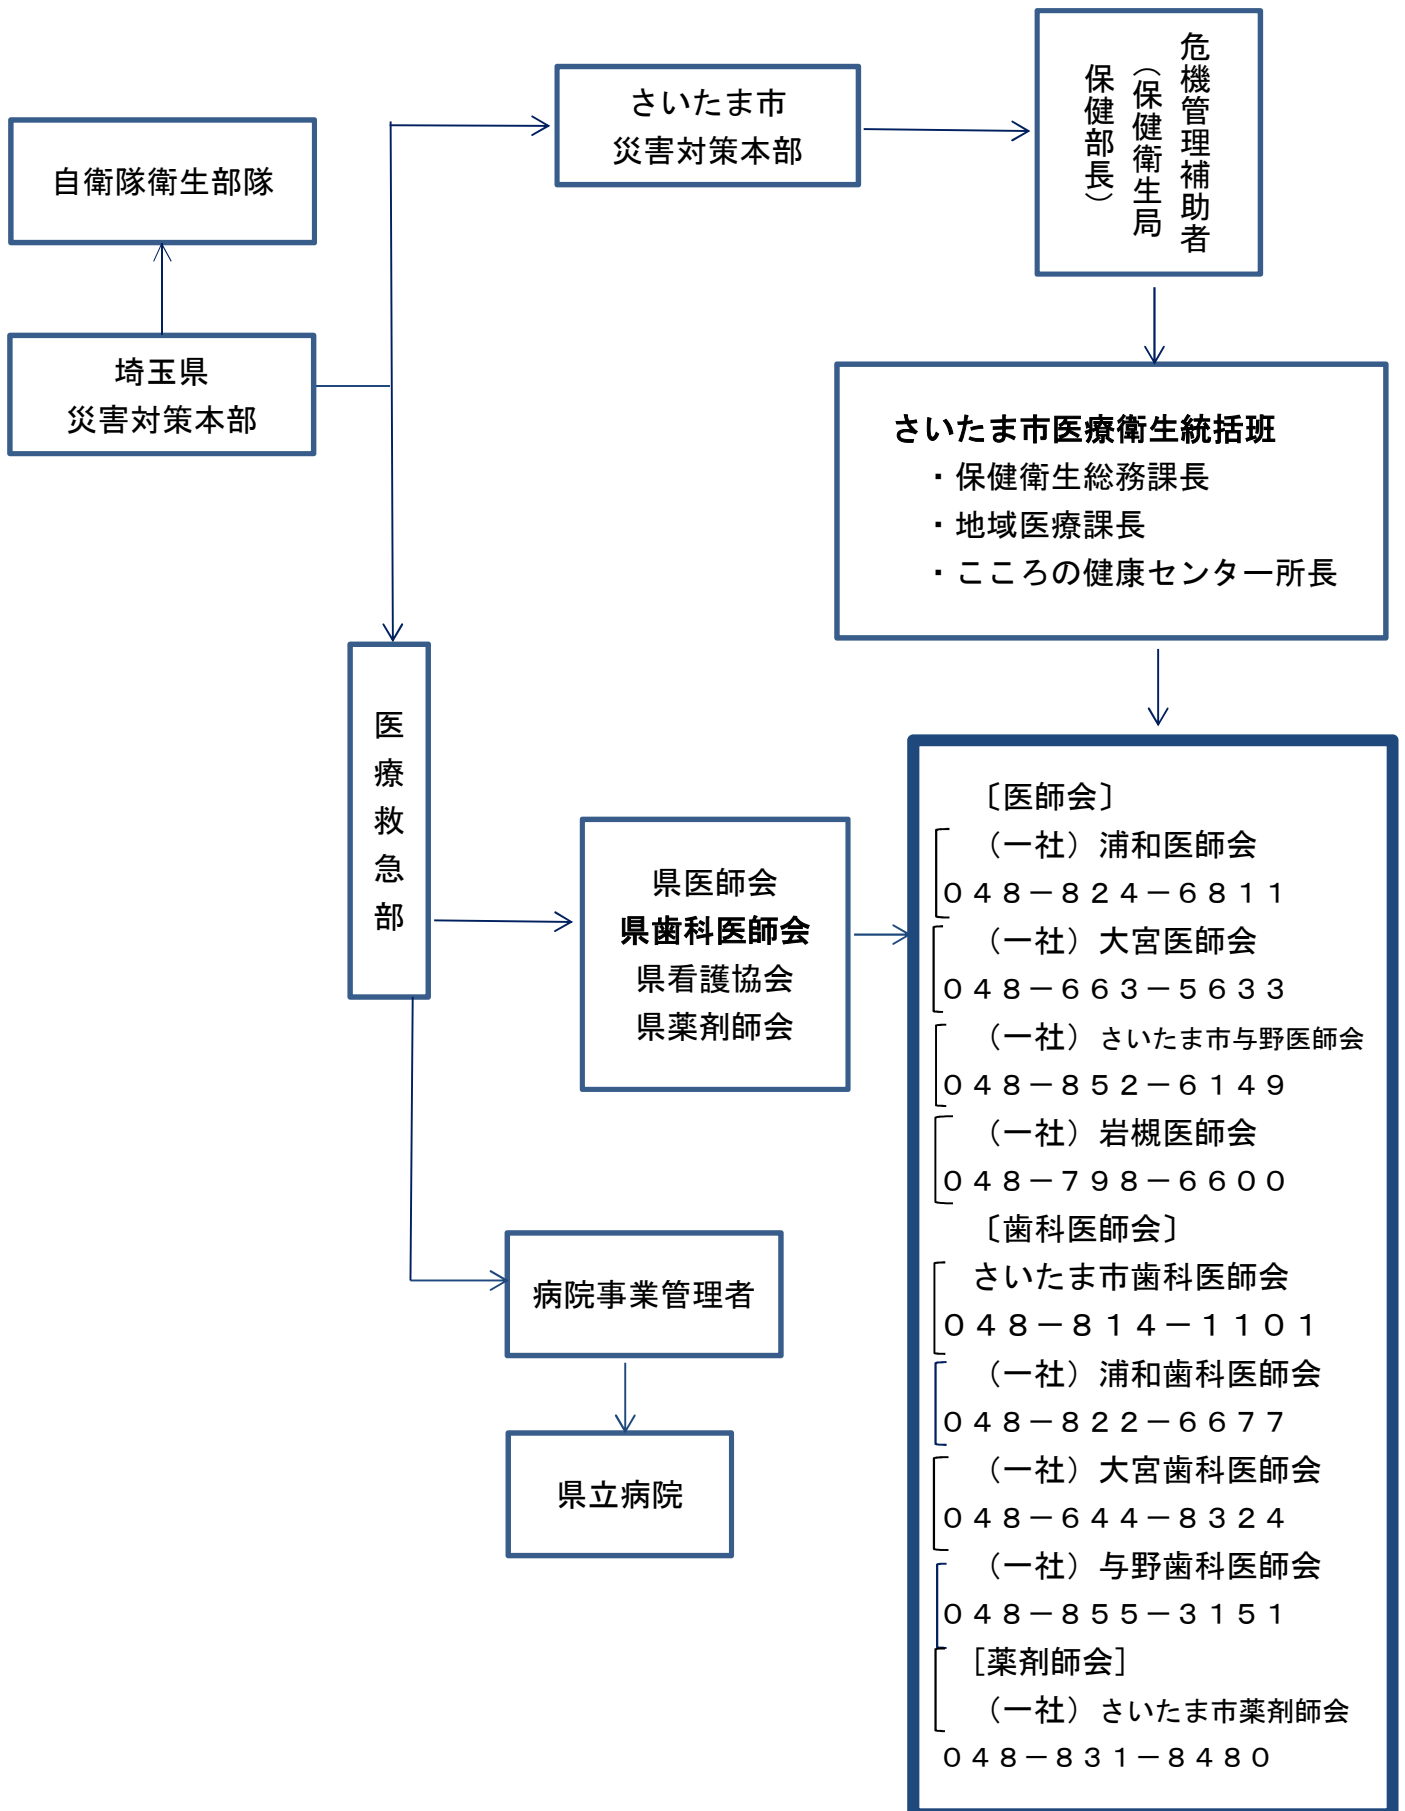 自衛隊衛生部隊
埼玉県
災害対策本部
さいたま市
災害対策本部
危機管理補助者
（保健衛生局
保健部長）
さいたま市医療衛生統括班
・保健衛生総務課長
・地域医療課長
・こころの健康センター所長
医療救急部
県医師会
県歯科医師会
県看護協会
県薬剤師会
病院事業管理者
県立病院
〔医師会〕
（一社）浦和医師会
０４８－８２４－６８１１
（一社）大宮医師会
０４８－６６３－５６３３
（一社）さいたま市与野医師会
０４８－８５２－６１４９
（一社）岩槻医師会
０４８－７９８－６６００
〔歯科医師会〕
さいたま市歯科医師会
０４８－８１４－１１０１
（一社）浦和歯科医師会
０４８－８２２－６６７７
（一社）大宮歯科医師会
０４８－６４４－８３２４
（一社）与野歯科医師会
０４８－８５５－３１５１
［薬剤師会］
（一社）さいたま市薬剤師会
０４８－８３１－８４８０